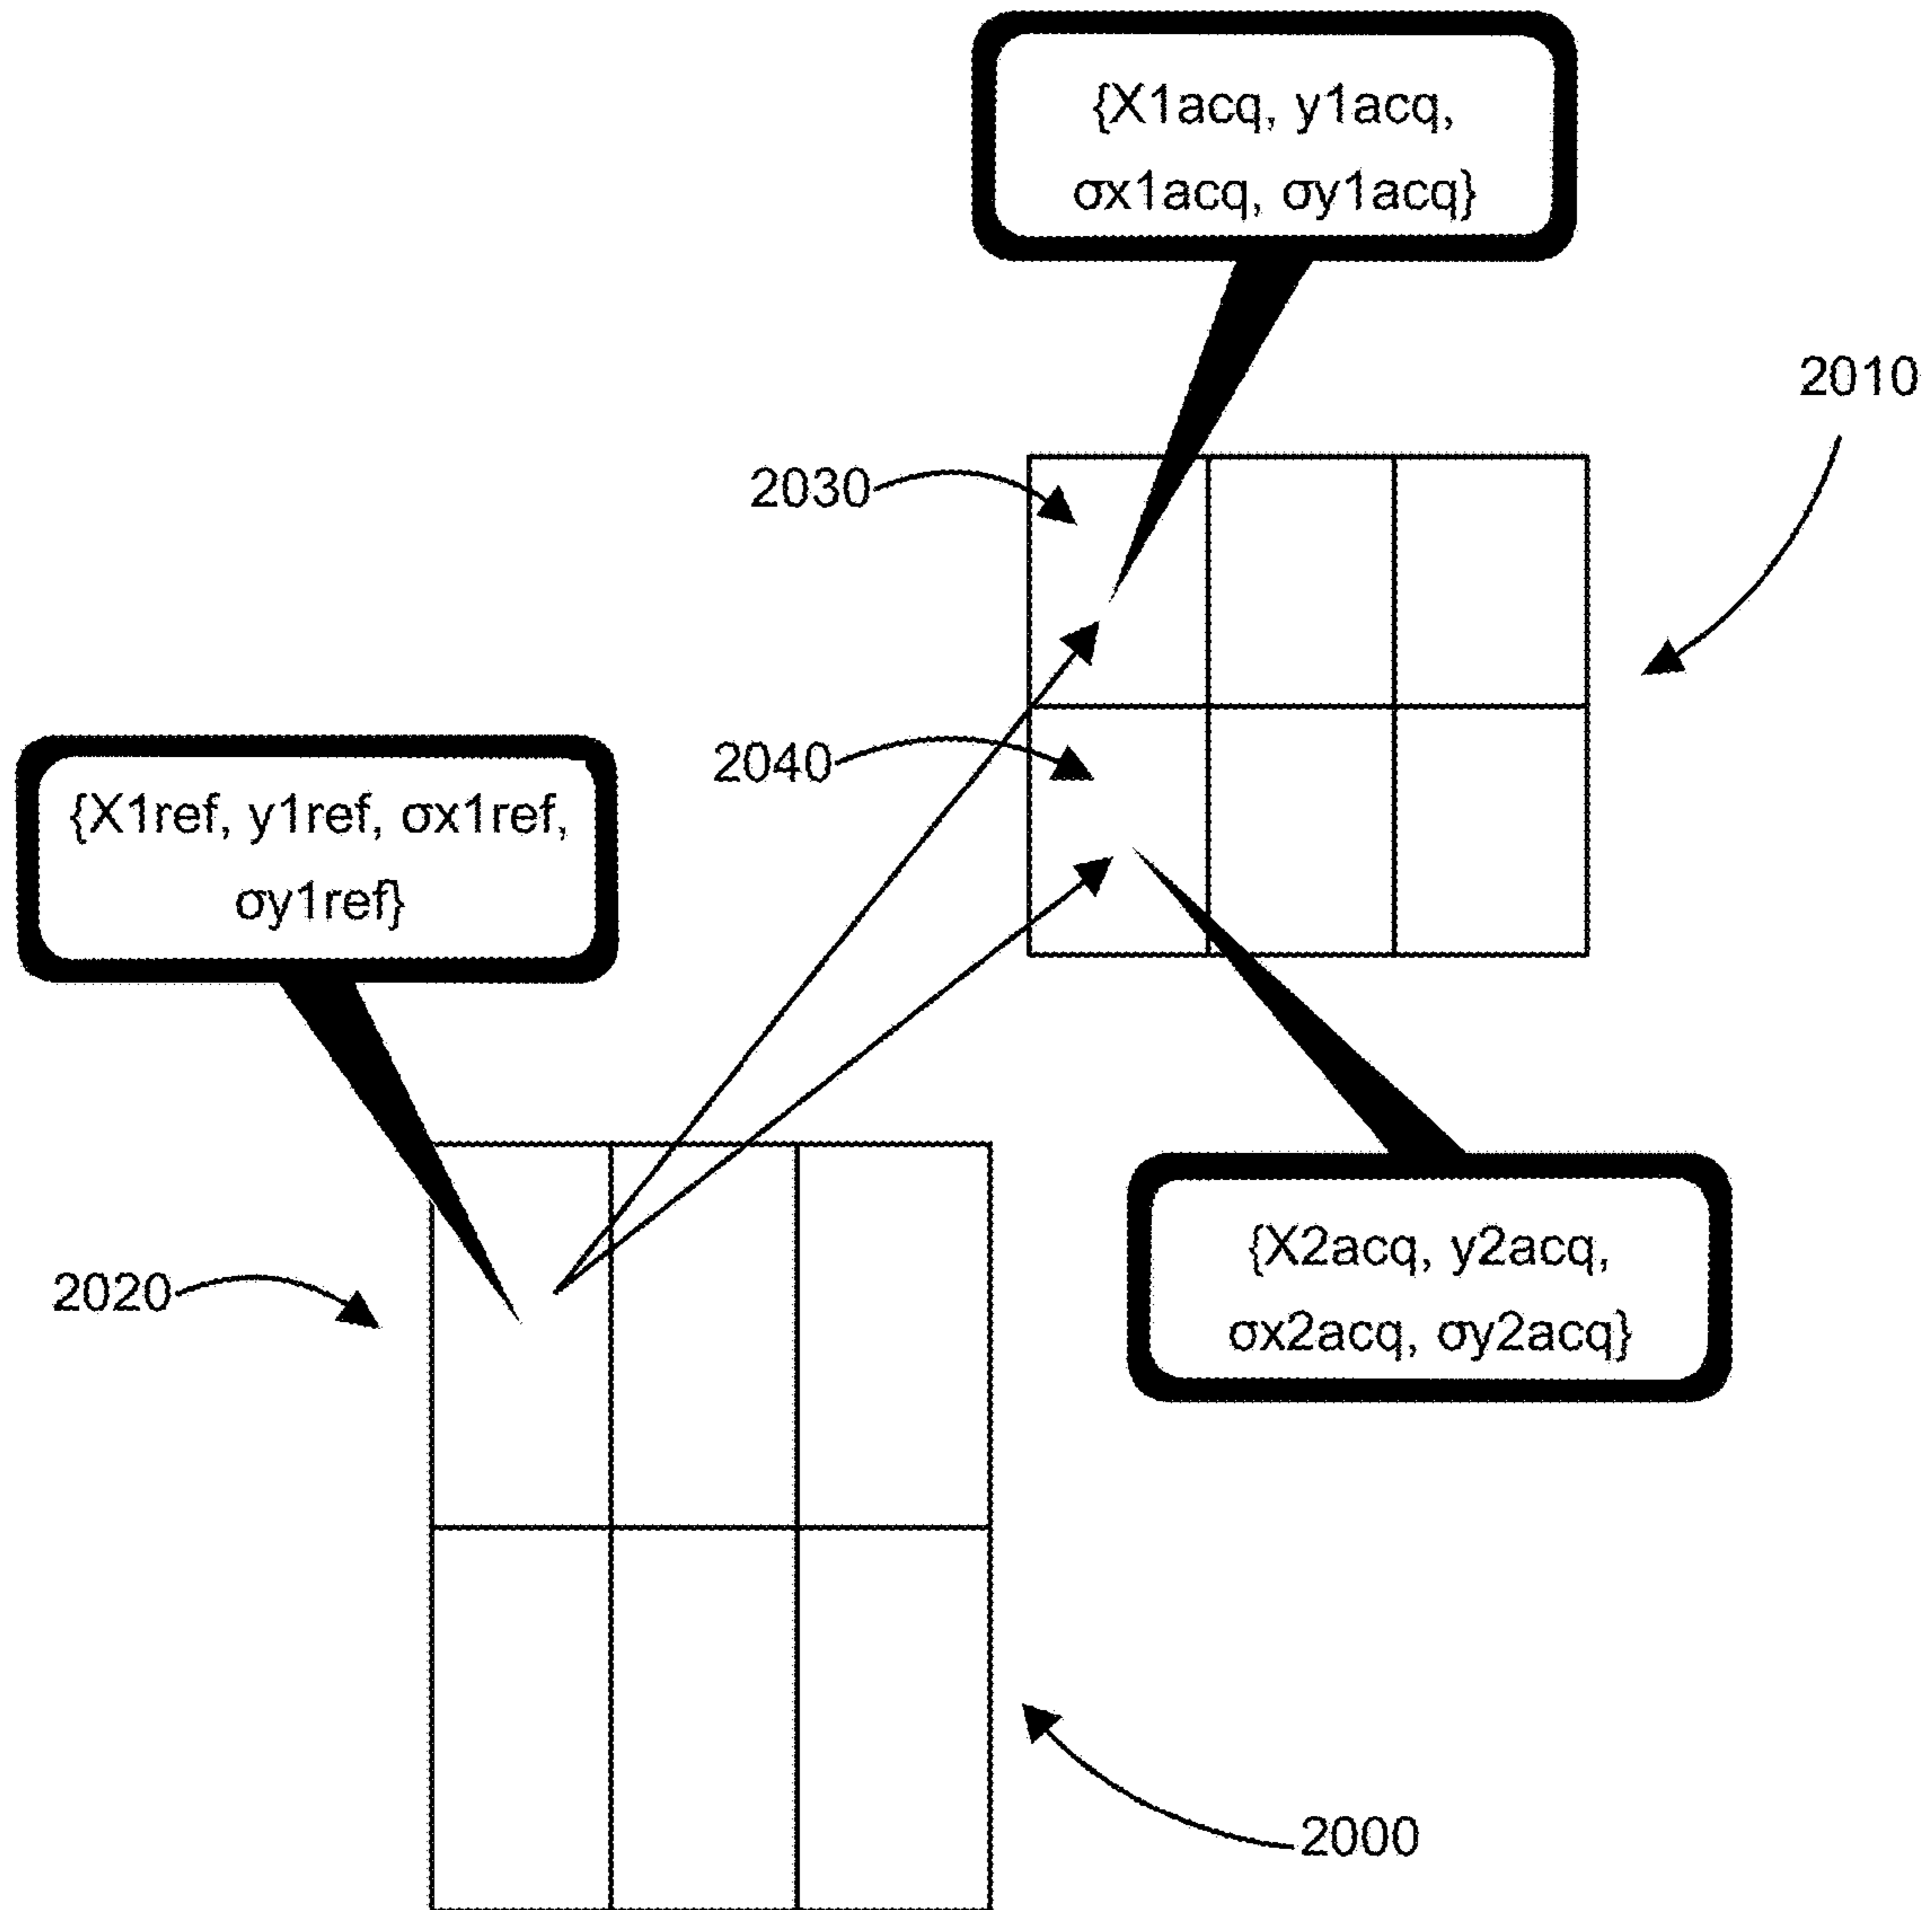 {X1acq, y1acq,
σx1acq, σy1acq}
2010
2030
2040
{X1ref, y1ref, σx1ref,
σy1ref}
{X2acq, y2acq,
σx2acq, σy2acq}
2020
2000